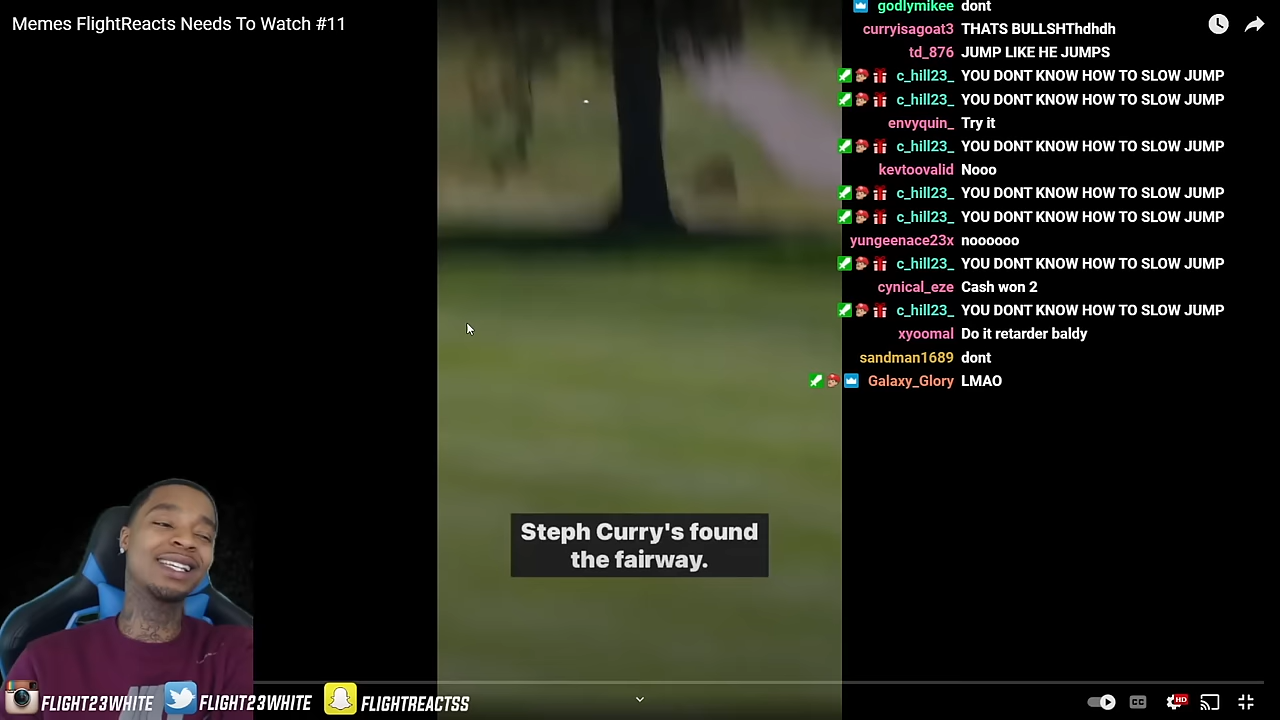 Memes FlightReacts Needs To Watch #11
godlymikee dont
curryisagoat3 THATS BULLSHThdhdh
td_876 JUMP LIKE HE JUMPS
c_hill23_ YOU DONT KNOW HOW TO SLOW JUMP
c_hill23_ YOU DONT KNOW HOW TO SLOW JUMP
envyquin_ Try it
c_hill23_ YOU DONT KNOW HOW TO SLOW JUMP
kevtoovalid Nooo
c_hill23_ YOU DONT KNOW HOW TO SLOW JUMP
c_hill23_ YOU DONT KNOW HOW TO SLOW JUMP
yungeenace23x noooooo
c_hill23_ YOU DONT KNOW HOW TO SLOW JUMP
cynical_eze Cash won 2
c_hill23_ YOU DONT KNOW HOW TO SLOW JUMP
xyoomal Do it retarder baldy
sandman1689 dont
Galaxy_Glory LMAO
Steph Curry's found
the fairway.
FLIGHT23WHITE FLIGHT23WHITE FLIGHTREACTSS
CC HD